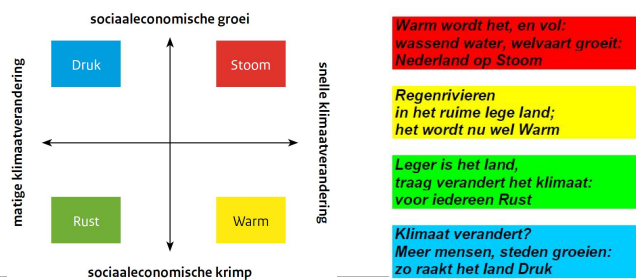 sociaaleconomische groei
matige klimaatverandering
Druk
Stoom
snelle klimaatverandering
Rust
Warm
sociaaleconomische krimp
Warm wordt het, en vol:
wassend water, welvaart groeit:
Nederland op Stoom
Regenrivieren
in het ruime lege land;
het wordt nu wel Warm
Leger is het land,
traag verandert het klimaat:
voor iedereen Rust
Klimaat verandert?
Meer mensen, steden groeien:
zo raakt het land Druk